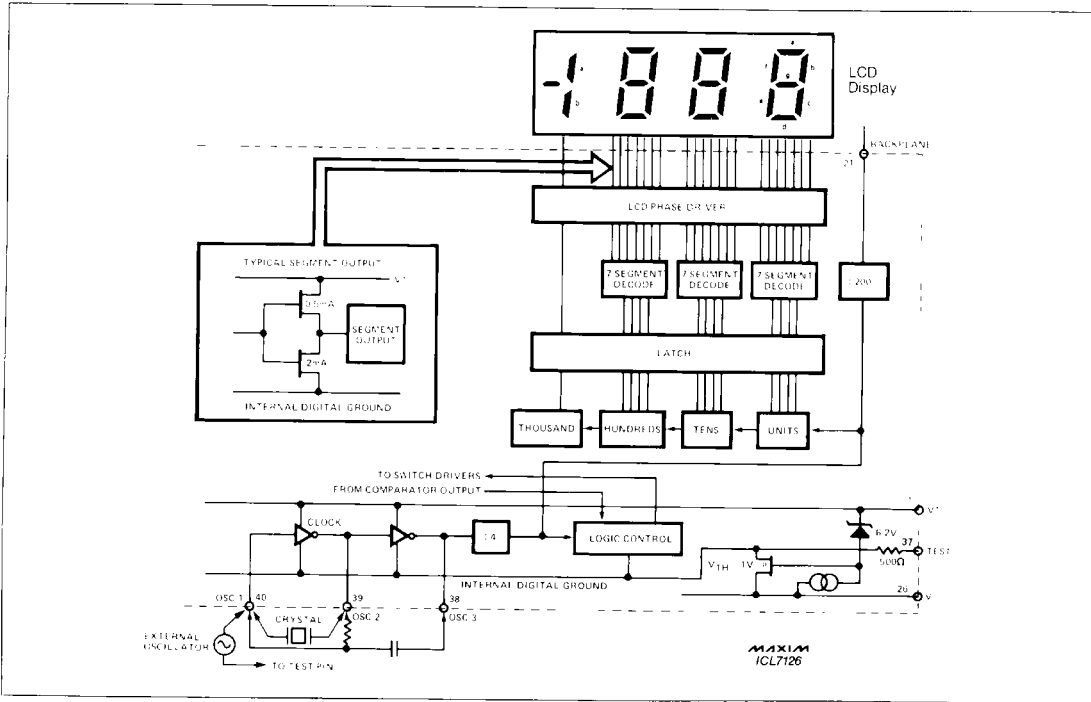 a
b
a
f
b
g
e
c
d
LCD
Display
BACKPLANE
21
LCD PHASE DRIVER
TYPICAL SEGMENT OUTPUT
V+
0.5mA
SEGMENT
OUTPUT
2mA
INTERNAL DIGITAL GROUND
7 SEGMENT
DECODE
7 SEGMENT
DECODE
7 SEGMENT
DECODE
÷200
LATCH
THOUSAND
HUNDREDS
TENS
UNITS
TO SWITCH DRIVERS
FROM COMPARATOR OUTPUT
CLOCK
÷4
LOGIC CONTROL
V+
6.2V
37
TEST
500Ω
VTH
1V
INTERNAL DIGITAL GROUND
26
V
OSC 1
40
39
OSC 2
38
OSC 3
CRYSTAL
EXTERNAL
OSCILLATOR
TO TEST PIN
MAXIM
ICL7126